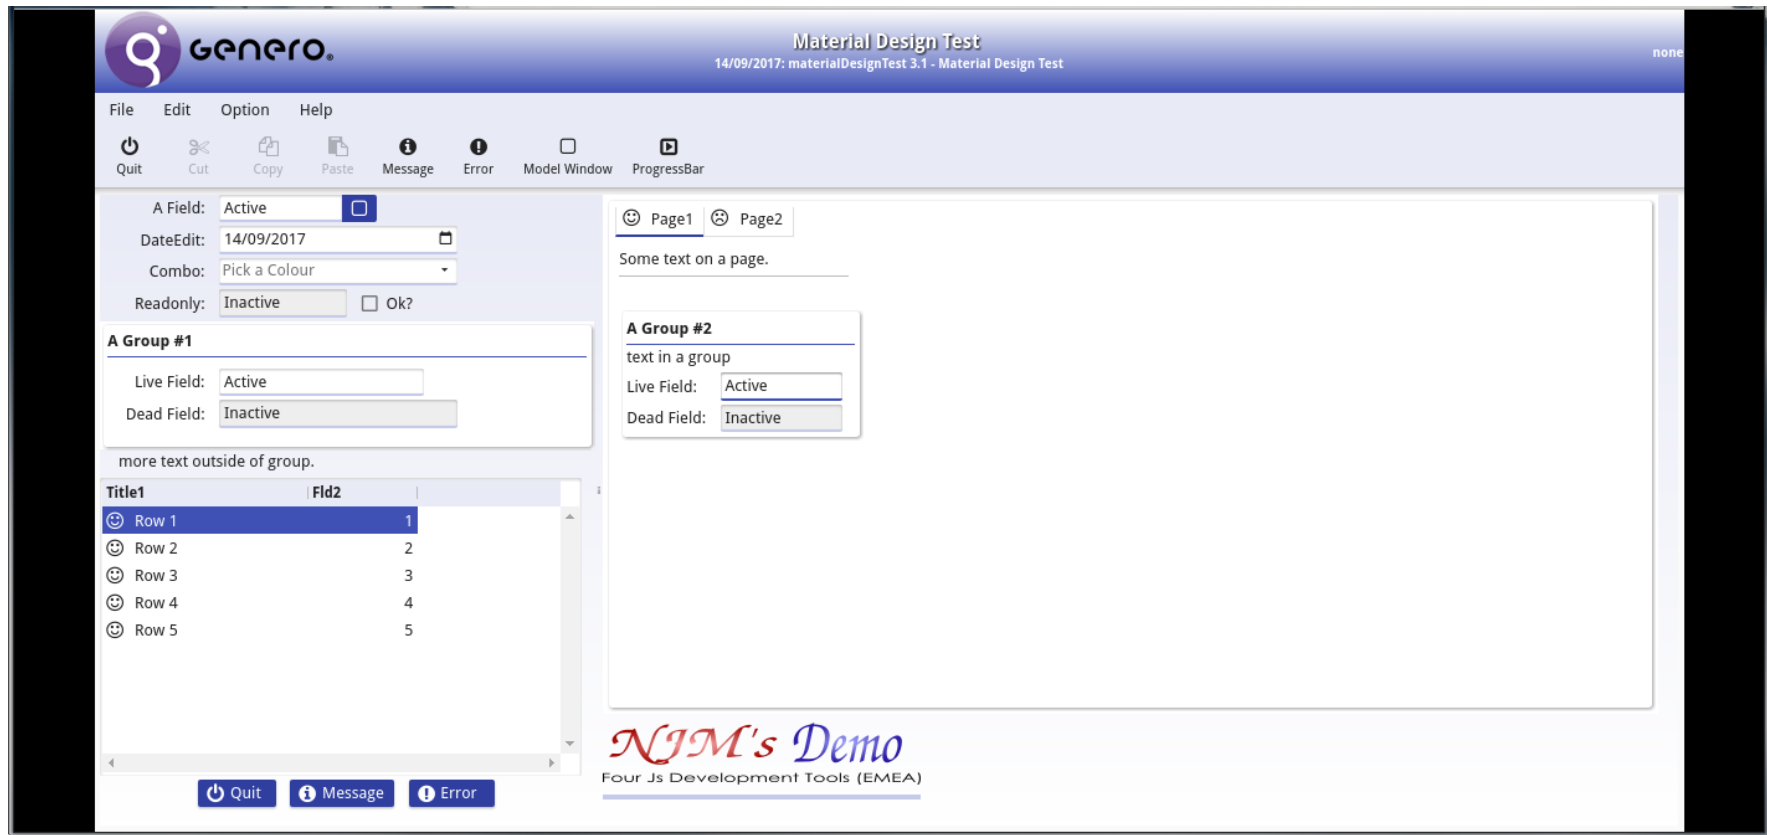 Genero.
Material Design Test
14/09/2017: materialDesignTest 3.1 - Material Design Test
none
File Edit Option Help
Quit Cut Copy Paste Message Error Model Window ProgressBar
A Field: Active
DateEdit: 14/09/2017
Combo: Pick a Colour
Readonly: Inactive Ok?
A Group #1
Live Field: Active
Dead Field: Inactive
more text outside of group.
Title1 Fld2
Row 1 1
Row 2 2
Row 3 3
Row 4 4
Row 5 5
Quit Message Error
Page1 Page2
Some text on a page.
A Group #2
text in a group
Live Field: Active
Dead Field: Inactive
NJM's Demo
Four Js Development Tools (EMEA)